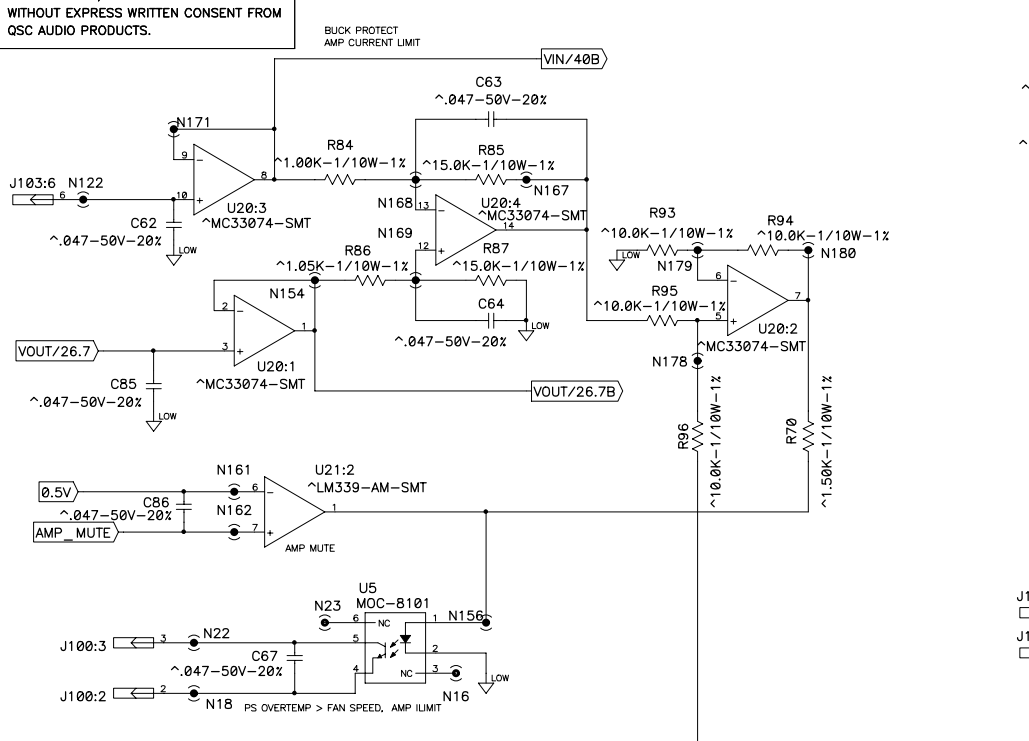 WITHOUT EXPRESS WRITTEN CONSENT FROM
QSC AUDIO PRODUCTS.
BUCK PROTECT
AMP CURRENT LIMIT
VIN/40B
C63
^.047-50V-20%
N171
9
-
8
10
+
U20:3
^MC33074-SMT
J103:6
6
N122
C62
^.047-50V-20%
LOW
R84
^1.00K-1/10W-1%
R85
^15.0K-1/10W-1%
N167
N168
13
-
U20:4
^MC33074-SMT
14
N169
12
+
R86
^1.05K-1/10W-1%
R87
^15.0K-1/10W-1%
N154
C64
^.047-50V-20%
LOW
2
-
1
3
+
U20:1
^MC33074-SMT
VOUT/26.7
C85
^.047-50V-20%
LOW
VOUT/26.7B
R93
^10.0K-1/10W-1%
R94
^10.0K-1/10W-1%
LOW
N179
N180
6
-
7
R95
^10.0K-1/10W-1%
5
+
U20:2
^MC33074-SMT
N178
R96
^10.0K-1/10W-1%
R70
^1.50K-1/10W-1%
0.5V
N161
6
-
U21:2
^LM339-AM-SMT
1
C86
^.047-50V-20%
N162
AMP_MUTE
7
+
AMP MUTE
U5
MOC-8101
N23
6
NC
1
N156
J100:3
3
N22
5
2
LOW
C67
^.047-50V-20%
4
NC
3
N16
J100:2
2
N18
PS OVERTEMP > FAN SPEED, AMP ILIMIT
^
^
J1
J1